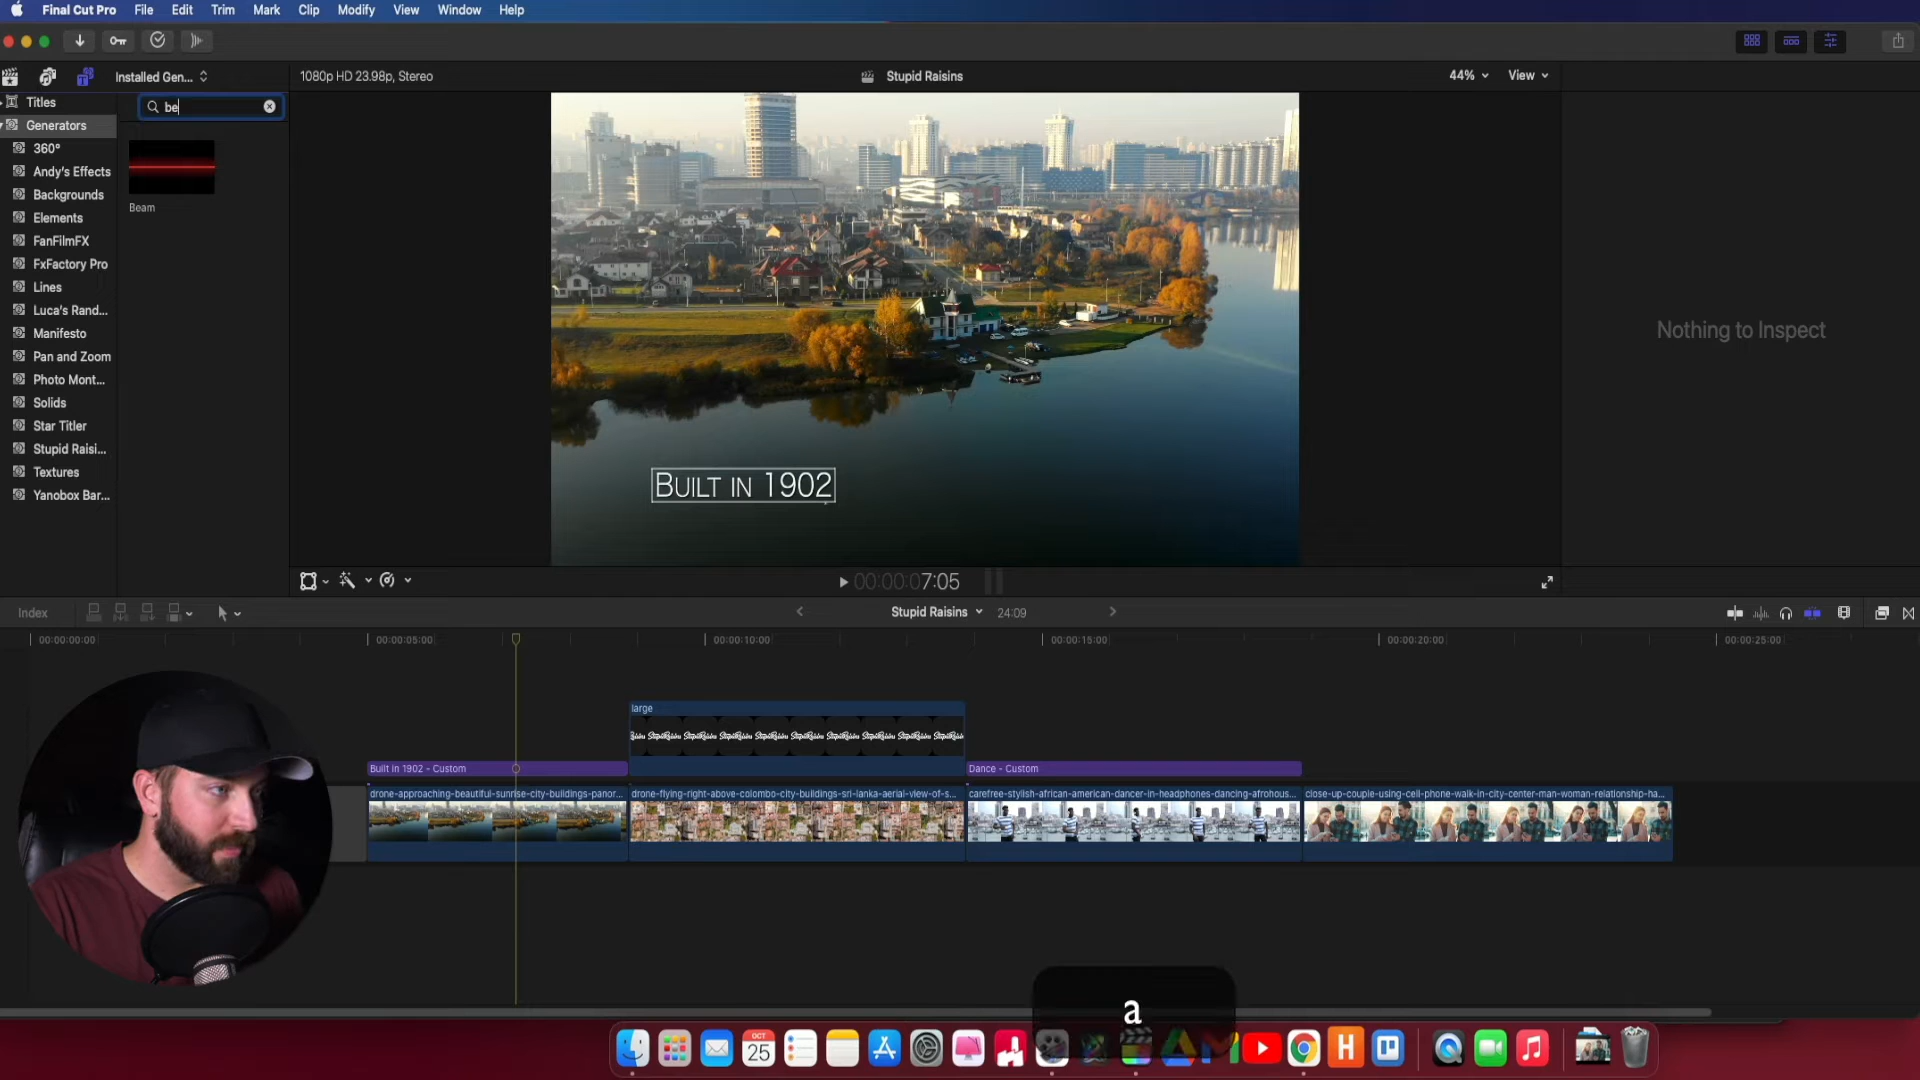 Final Cut Pro File Edit Trim Mark Clip Modify View Window Help
Installed Gen...
1080p HD 23.98p, Stereo
Stupid Raisins
44%
View
Titles
be
Generators
360°
Andy's Effects
Backgrounds
Elements
FanFilmFX
FxFactory Pro
Lines
Luca's Rand...
Manifesto
Pan and Zoom
Photo Mont...
Solids
Star Titler
Stupid Raisi...
Textures
Yanobox Bar...
Beam
Nothing to Inspect
Built in 1902
00:00:07:05
Index
Stupid Raisins
24:09
00:00:00:00
00:00:05:00
00:00:10:00
00:00:15:00
00:00:20:00
00:00:25:00
large
Built in 1902 - Custom
Dance - Custom
drone-approaching-beautiful-sunrise-city-buildings-panor...
drone-flying-right-above-colombo-city-buildings-sri-lanka-aerial-view-of-s...
carefree-stylish-african-american-dancer-in-headphones-dancing-afrohous...
close-up-couple-using-cell-phone-walk-in-city-center-man-woman-relationship-ha...
a
OCT
25